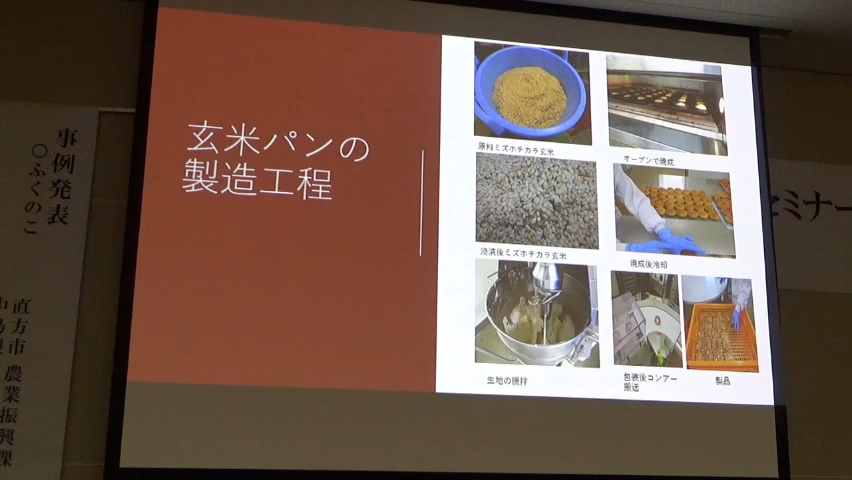 玄米パンの
製造工程
原料ミズホチカラ玄米
オーブンで焼成
浸漬後ミズホチカラ玄米
焼成後冷却
生地の撹拌
包装後コンアー
搬送
製品
事例発表
○ふくのこ
直方市 農業振興課
セミナー